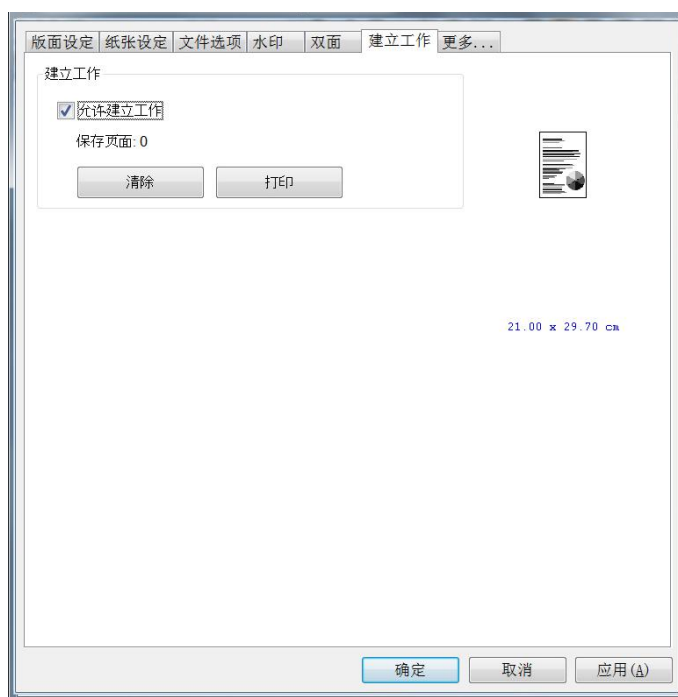 版面设定 纸张设定 文件选项 水印 双面 建立工作 更多...
建立工作
允许建立工作
保存页面: 0
清除 打印
21.00 x 29.70 cm
确定 取消 应用(A)